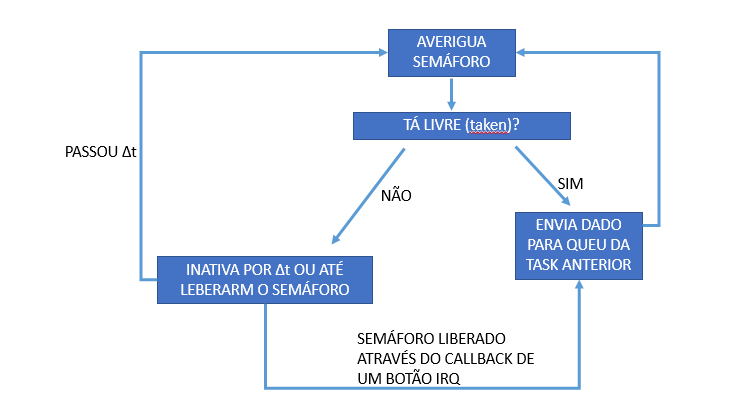 AVERIGUA
SEMÁFORO
TÁ LIVRE (taken)?
PASSOU Δt
NÃO
SIM
ENVIA DADO
PARA QUEU DA
TASK ANTERIOR
INATIVA POR Δt OU ATÉ
LEBERARM O SEMÁFORO
SEMÁFORO LIBERADO
ATRAVÉS DO CALLBACK DE
UM BOTÃO IRQ